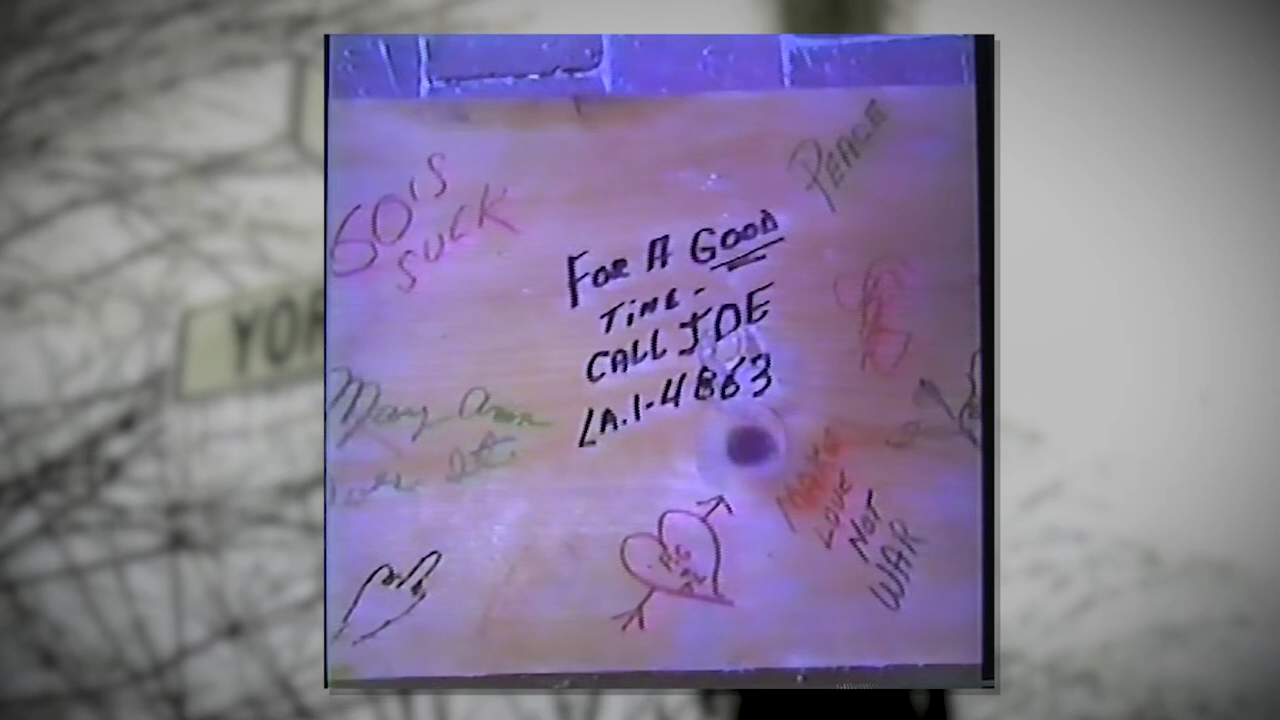 60'S
SUCK
PEACE
FOR A GOOD
TIME-
CALL JOE
LA.1-4863
YOR
Mary Ann
MAKE
LOVE
NOT
WAR